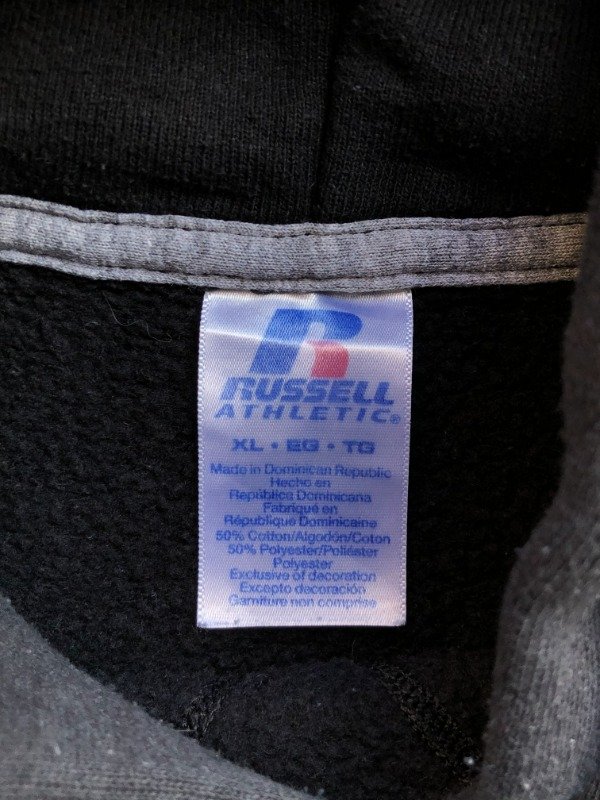 R
RUSSELL
ATHLETIC®
XL • EG • TG
Made in Dominican Republic
Hecho en
República Dominicana
Fabriqué en
République Dominicaine
50% Cotton/Algodón/Coton
50% Polyester/Poliéster
Polyester
Exclusive of decoration
Excepto decoración
Garniture non comprise